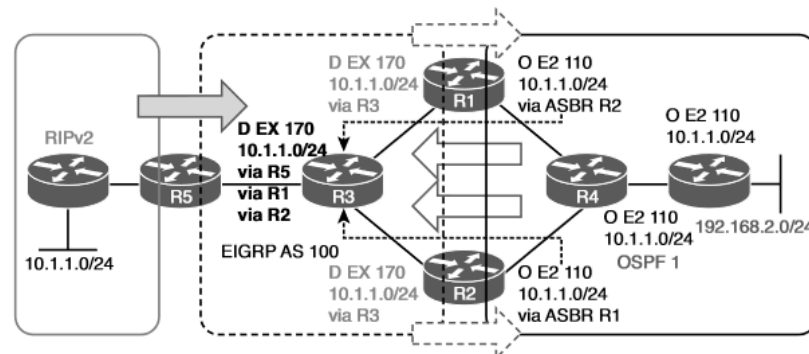 RIPv2
10.1.1.0/24
R5
D EX 170
10.1.1.0/24
via R5
via R1
via R2
R3
EIGRP AS 100
D EX 170
10.1.1.0/24
via R3
R1
O E2 110
10.1.1.0/24
via ASBR R2
D EX 170
10.1.1.0/24
via R3
R2
O E2 110
10.1.1.0/24
via ASBR R1
R4
O E2 110
10.1.1.0/24
O E2 110
10.1.1.0/24
OSPF 1
192.168.2.0/24